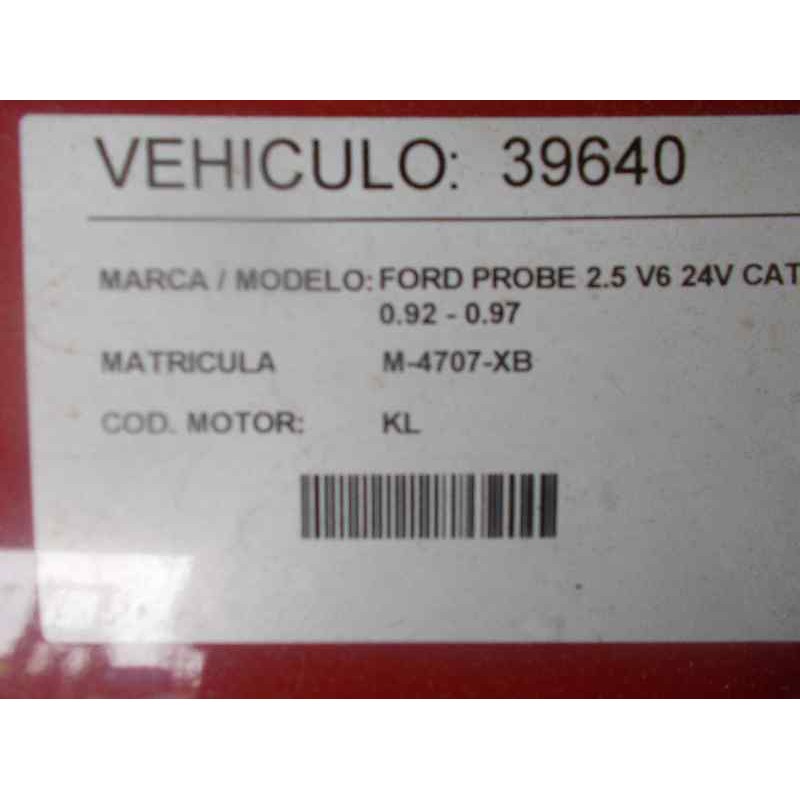 VEHICULO: 39640
MARCA / MODELO: FORD PROBE 2.5 V6 24V CAT
0.92 - 0.97
MATRICULA M-4707-XB
COD. MOTOR: KL